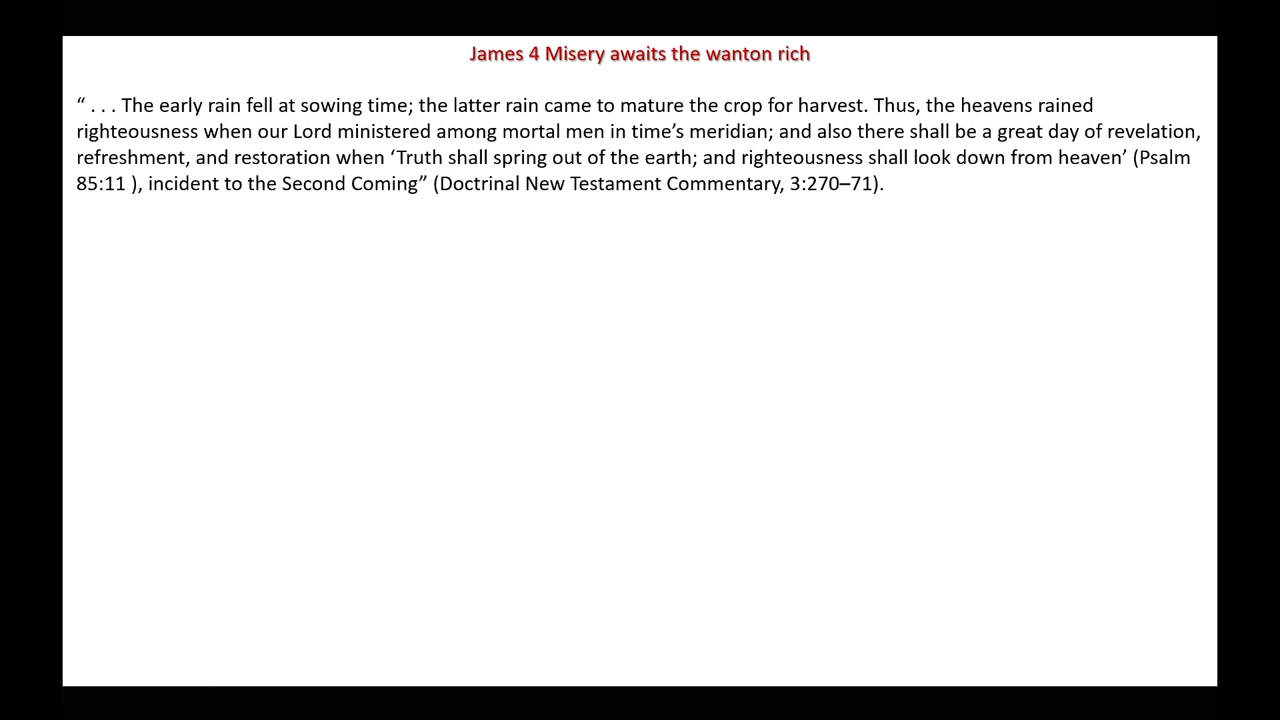 James 4 Misery awaits the wanton rich
“ . . . The early rain fell at sowing time; the latter rain came to mature the crop for harvest. Thus, the heavens rained
righteousness when our Lord ministered among mortal men in time’s meridian; and also there shall be a great day of revelation,
refreshment, and restoration when ‘Truth shall spring out of the earth; and righteousness shall look down from heaven’ (Psalm
85:11 ), incident to the Second Coming” (Doctrinal New Testament Commentary, 3:270–71).